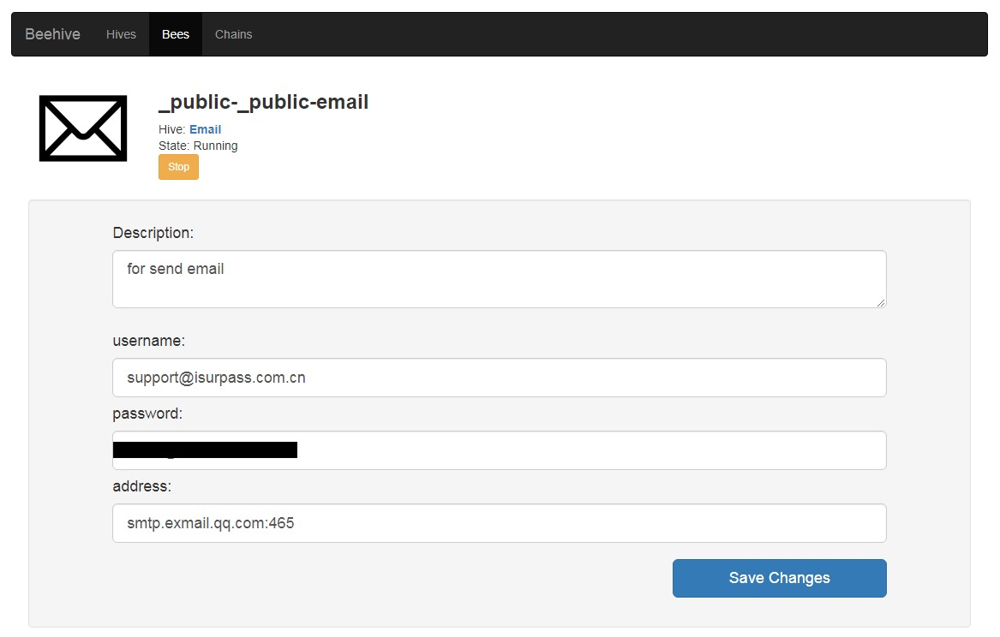 Beehive Hives Bees Chains
_public-_public-email
Hive: Email
State: Running
Stop
Description:
for send email
username:
support@isurpass.com.cn
password:
address:
smtp.exmail.qq.com:465
Save Changes